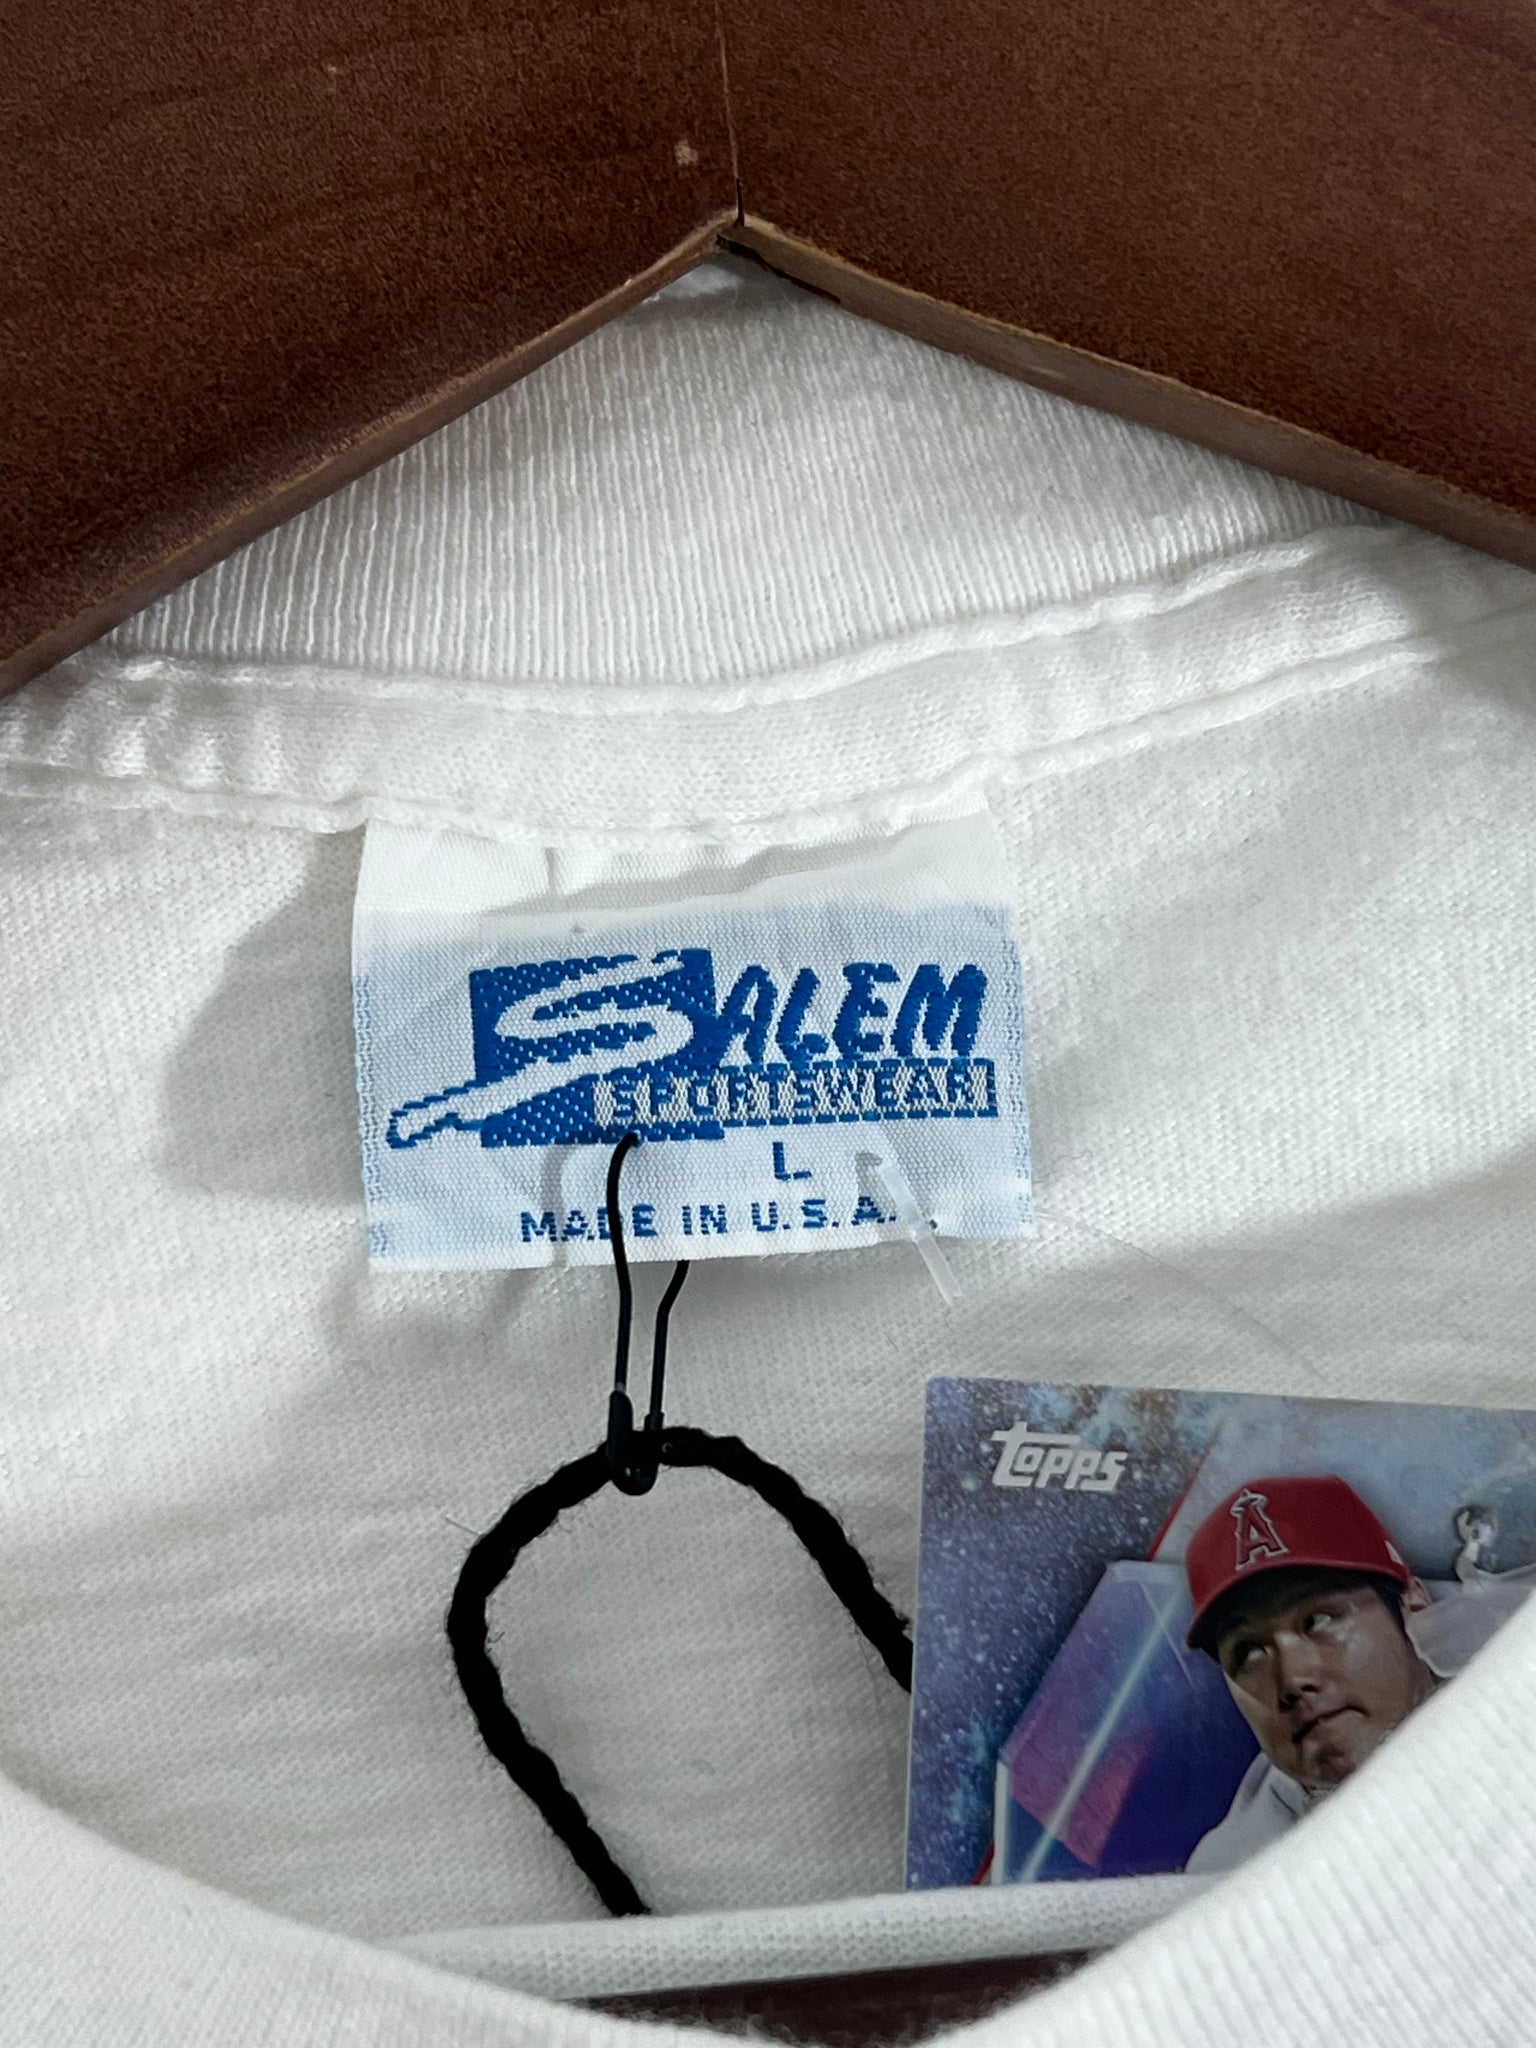 SALEM
SPORTSWEAR
L
MADE IN U.S.A.
Topps
A